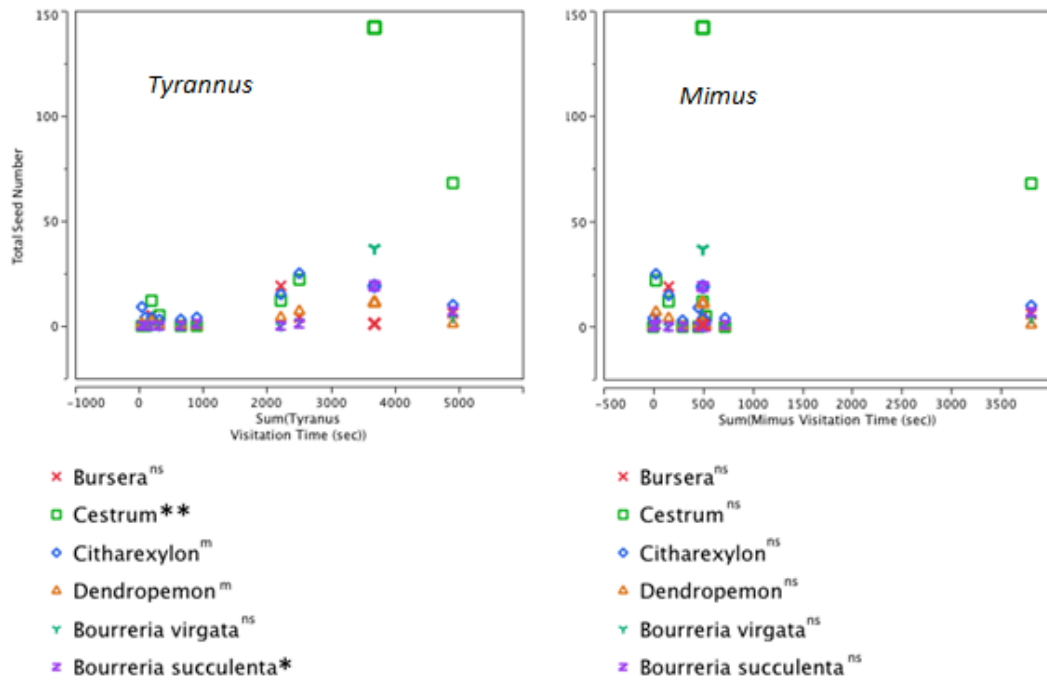 Tyrannus
150
100
50
0
Total Seed Number
-1000 0 1000 2000 3000 4000 5000
Sum(Tyranus
Visitation Time (sec))
Bursera ns
Cestrum**
Citharexylon m
Dendropemon m
Bourreria virgata ns
Bourreria succulenta*
Mimus
150
100
50
0
-500 0 500 1000 1500 2000 2500 3000 3500
Sum(Mimus Visitation Time (sec))
Bursera ns
Cestrum ns
Citharexylon ns
Dendropemon ns
Bourreria virgata ns
Bourreria succulenta ns